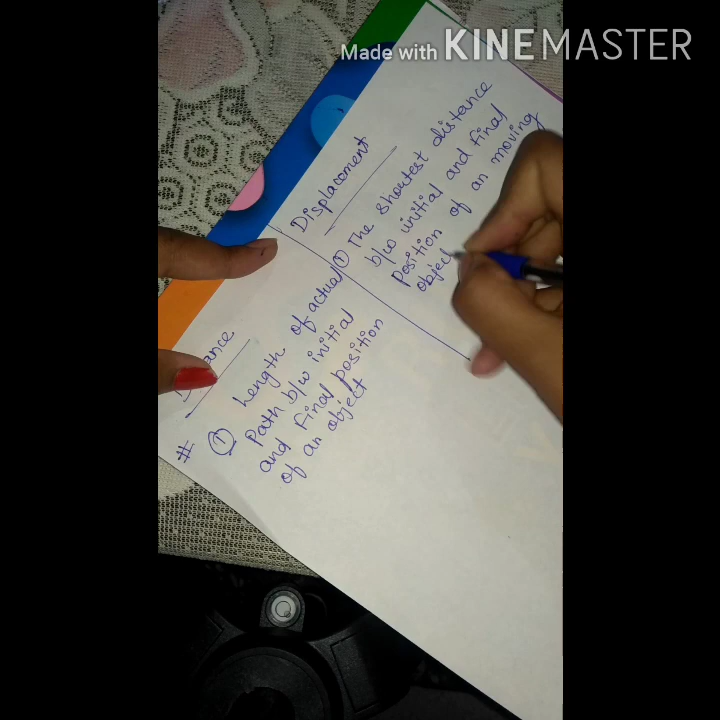 Made with KINEMASTER
Displacement
① The shortest distance
b/w initial and final
position of an moving
object
#
① Length of actual
Path b/w initial
and Final position
of an object